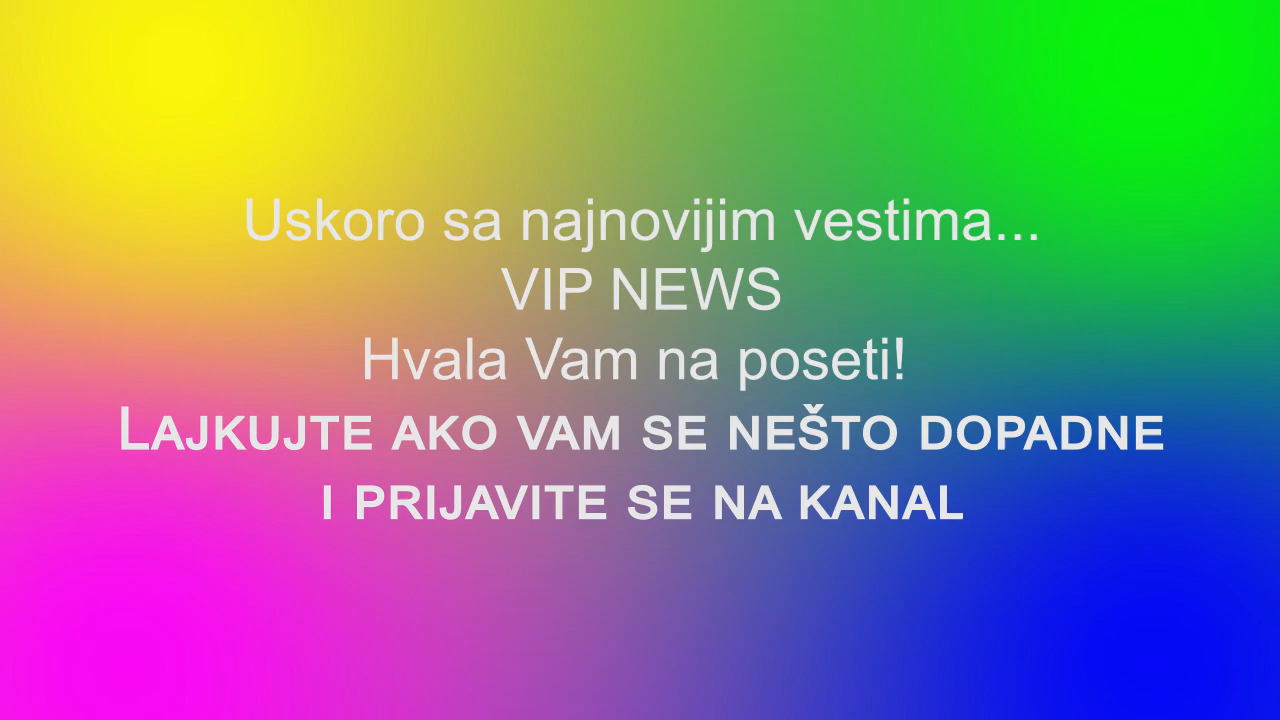 Uskoro sa najnovijim vestima...
VIP NEWS
Hvala Vam na poseti!
LAJKUJTE AKO VAM SE NEŠTO DOPADNE
I PRIJAVITE SE NA KANAL